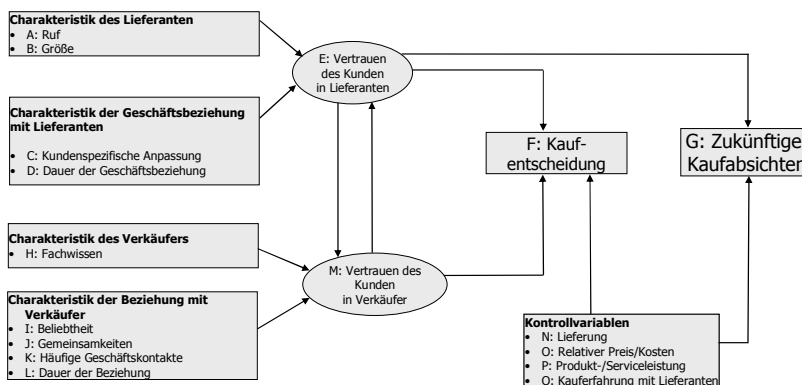 Charakteristik des Lieferanten
• A: Ruf
• B: Größe
E: Vertrauen
des Kunden
in Lieferanten
Charakteristik der Geschäftsbeziehung
mit Lieferanten
• C: Kundenspezifische Anpassung
• D: Dauer der Geschäftsbeziehung
F: Kauf-
entscheidung
G: Zukünftige
Kaufabsichten
Charakteristik des Verkäufers
• H: Fachwissen
M: Vertrauen des
Kunden
in Verkäufer
Charakteristik der Beziehung mit
Verkäufer
• I: Beliebtheit
• J: Gemeinsamkeiten
• K: Häufige Geschäftskontakte
• L: Dauer der Beziehung
Kontrollvariablen
• N: Lieferung
• O: Relativer Preis/Kosten
• P: Produkt-/Serviceleistung
• Q: Kauferfahrung mit Lieferanten